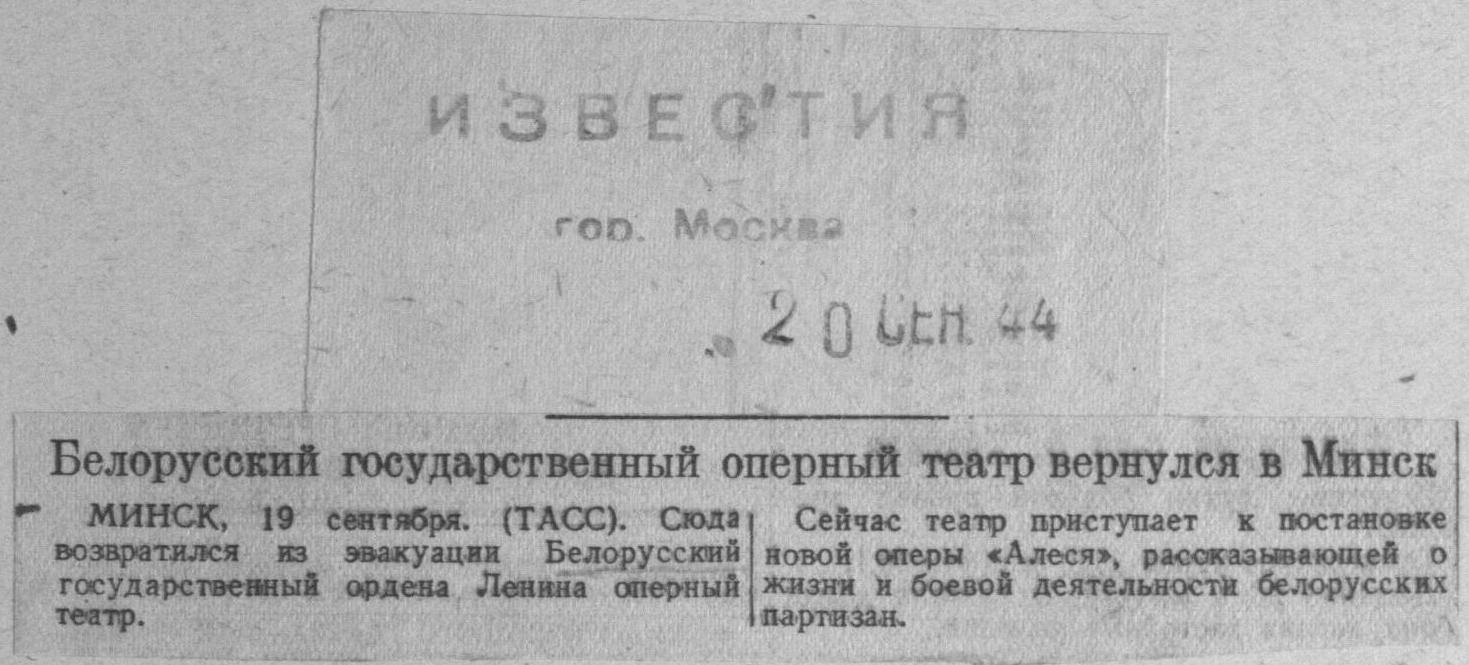 ИЗВЕСТИЯ
гор. Москва
20 СЕН. 44
Белорусский государственный оперный театр вернулся в Минск
МИНСК, 19 сентября. (ТАСС). Сюда
возвратился из эвакуации Белорусский
государственный ордена Ленина оперный
театр.
Сейчас театр приступает к постановке
новой оперы «Алеся», рассказывающей о
жизни и боевой деятельности белорусских
партизан.